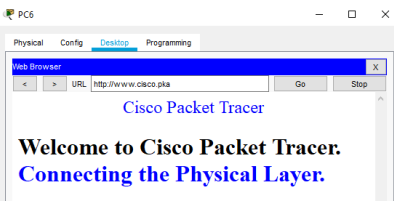 PC6
Physical Config Desktop Programming
Web Browser X
< > URL http://www.cisco.pka Go Stop
Cisco Packet Tracer
Welcome to Cisco Packet Tracer.
Connecting the Physical Layer.